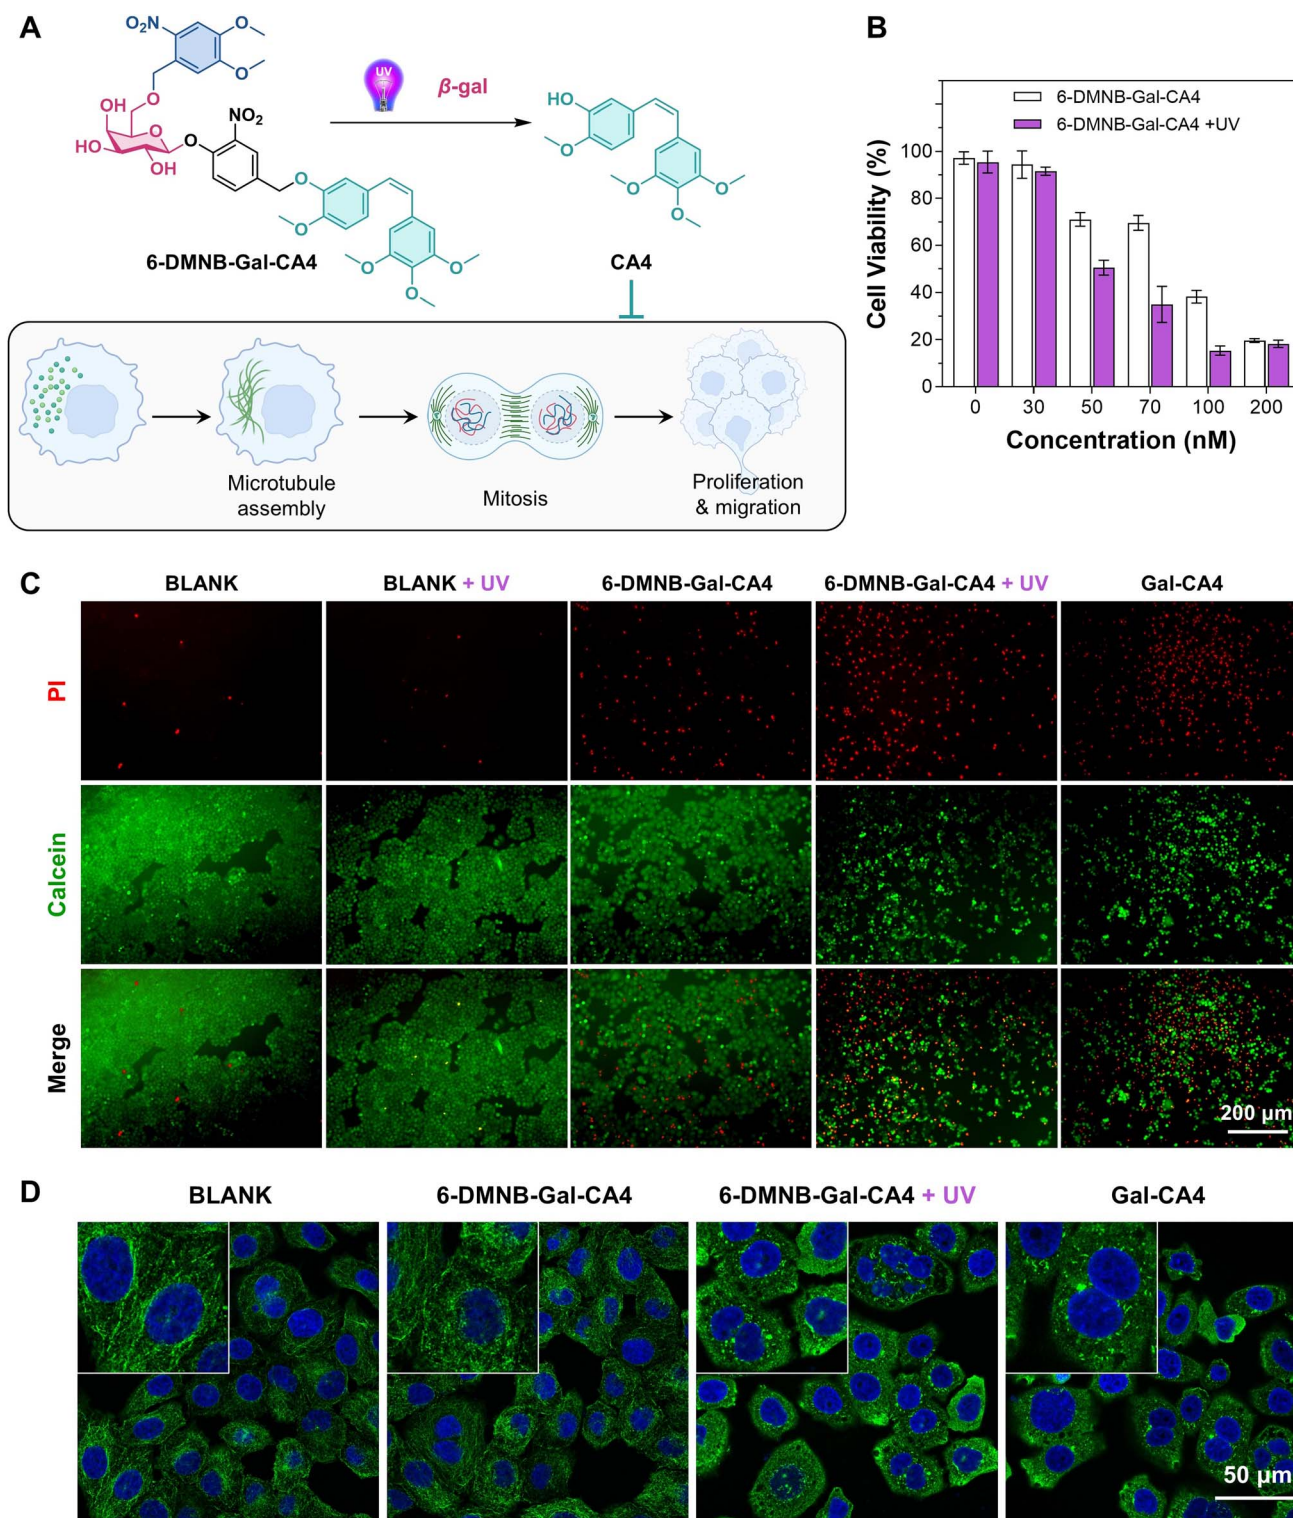 A
O₂N
O
O
O
OH
HO
O
OH
O
NO₂
O
O
O
O
O
6-DMNB-Gal-CA4
UV
β-gal
HO
O
O
O
O
CA4
Microtubule
assembly
Mitosis
Proliferation
& migration
B
6-DMNB-Gal-CA4
6-DMNB-Gal-CA4 +UV
Cell Viability (%)
100
80
60
40
20
0
0 30 50 70 100 200
Concentration (nM)
C
BLANK
BLANK + UV
6-DMNB-Gal-CA4
6-DMNB-Gal-CA4 + UV
Gal-CA4
PI
Calcein
Merge
200 μm
D
BLANK
6-DMNB-Gal-CA4
6-DMNB-Gal-CA4 + UV
Gal-CA4
50 μm